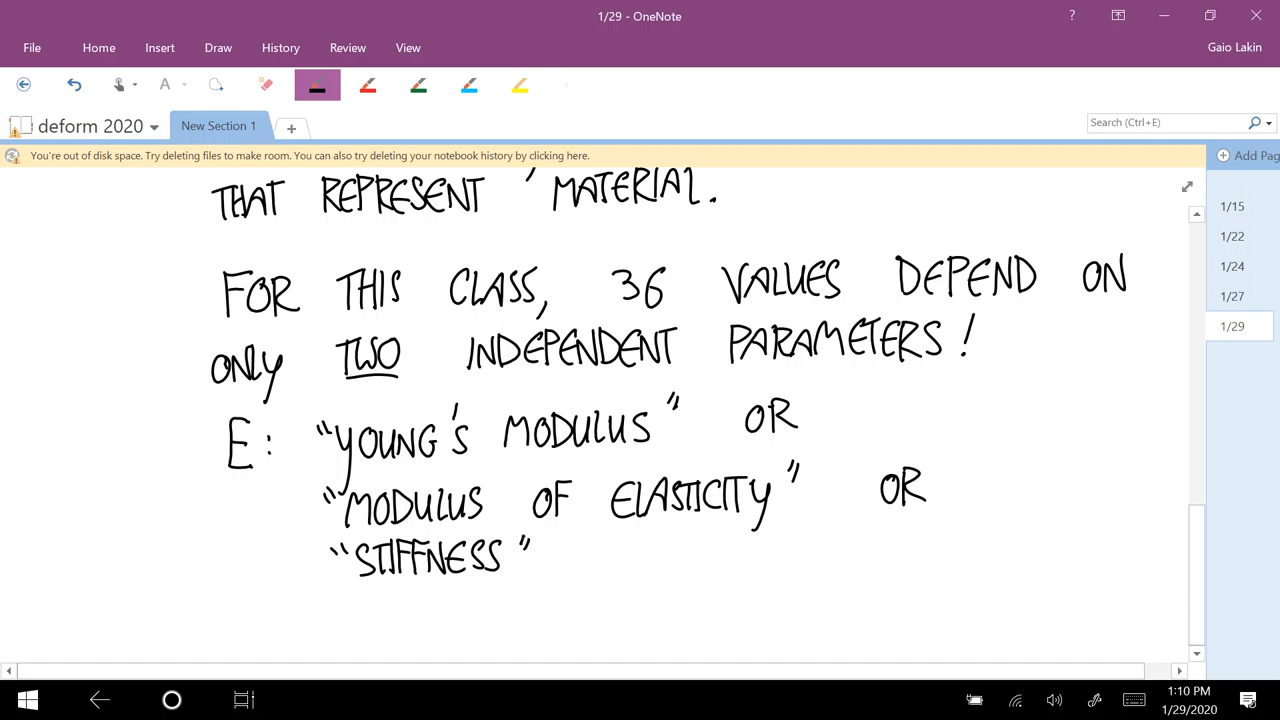 1/29 - OneNote
?
File Home Insert Draw History Review View
Gaio Lakin
A
deform 2020
New Section 1
+
Search (Ctrl+E)
You're out of disk space. Try deleting files to make room. You can also try deleting your notebook history by clicking here.
Add Pag
1/15
1/22
1/24
1/27
1/29
THAT REPRESENT ' MATERIAL.
FOR THIS CLASS, 36 VALUES DEPEND ON
ONLY TWO INDEPENDENT PARAMETERS!
E: "YOUNG'S MODULUS" OR
"MODULUS OF ELASTICITY" OR
"STIFFNESS"
1:10 PM
1/29/2020